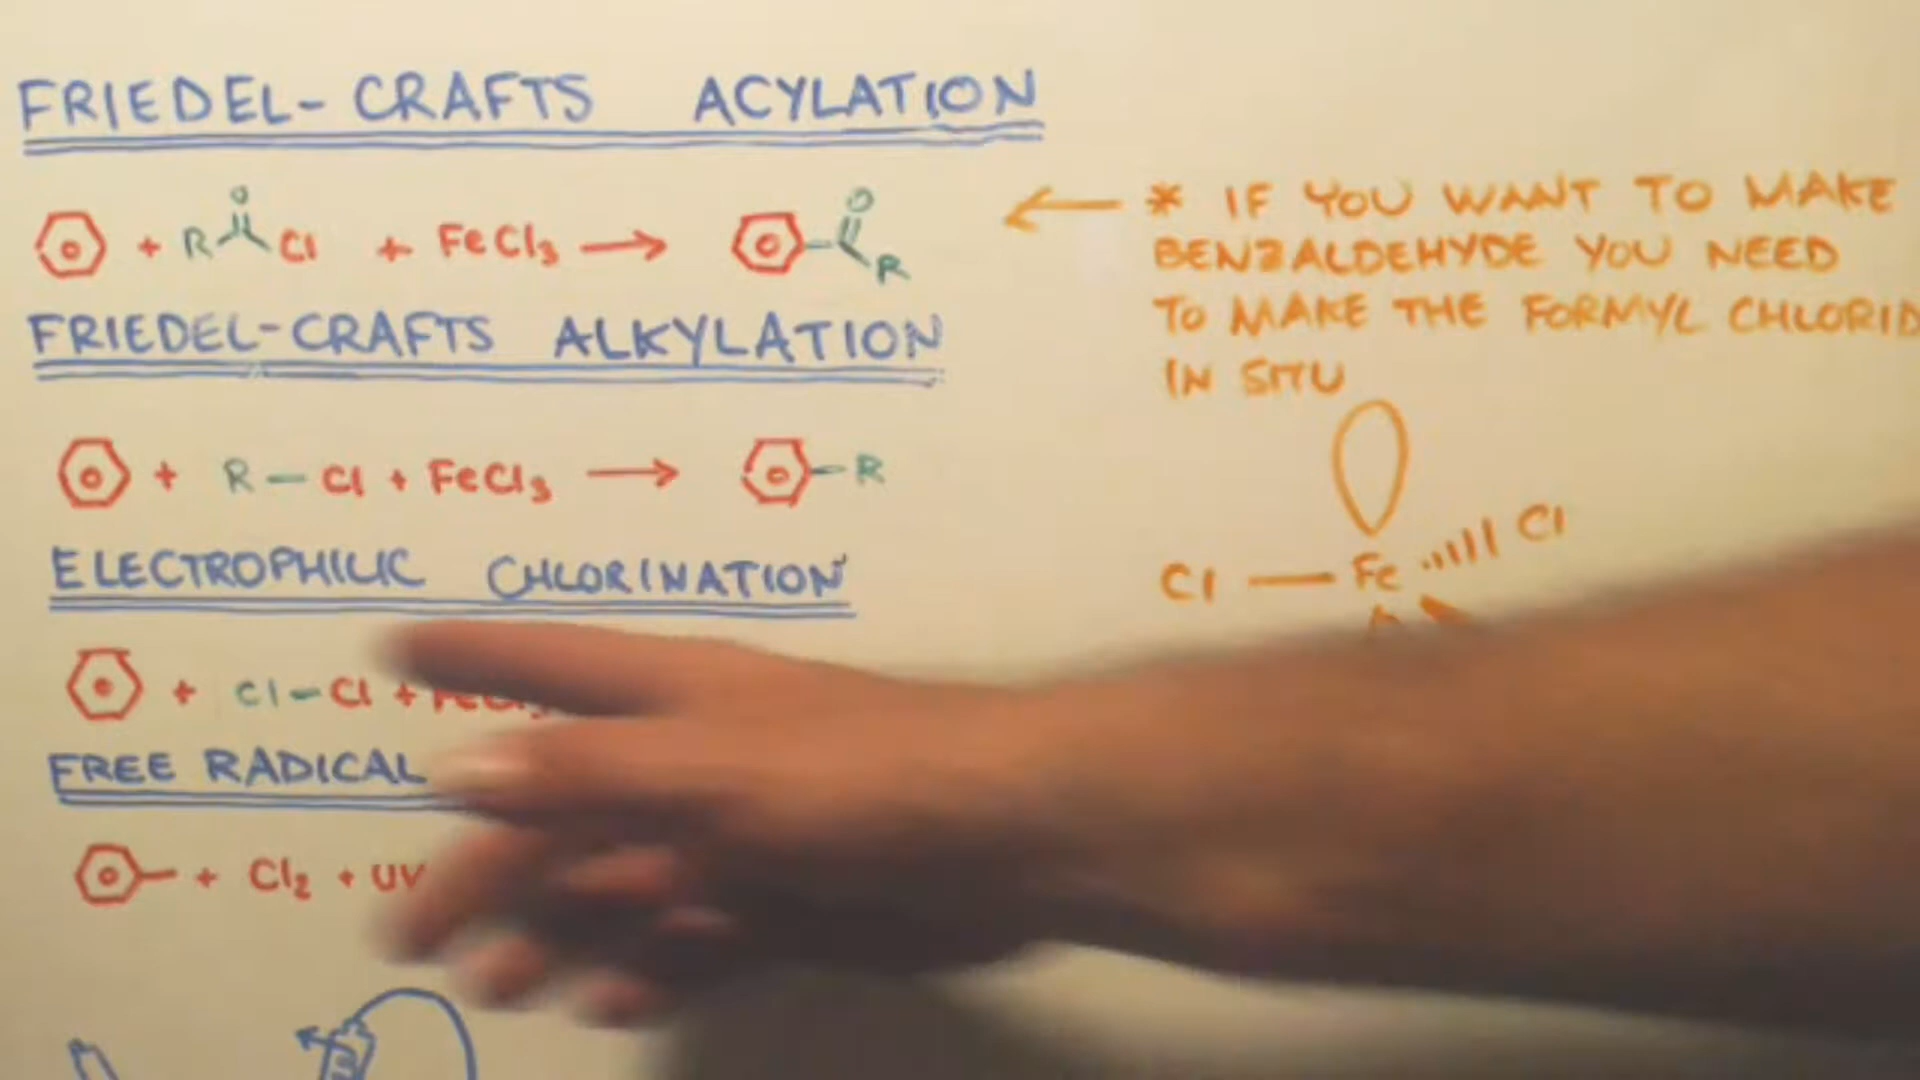 FRIEDEL-CRAFTS ACYLATION
R O Cl + FeCl3 → O R
+
* IF YOU WANT TO MAKE
BENZALDEHYDE YOU NEED
TO MAKE THE FORMYL CHLORID
IN SITU
FRIEDEL-CRAFTS ALKYLATION
+ R-Cl + FeCl3 → -R
ELECTROPHILIC CHLORINATION
+ Cl-Cl + FeCl3
Cl - Fe Cl
FREE RADICAL
+ Cl2 + UV